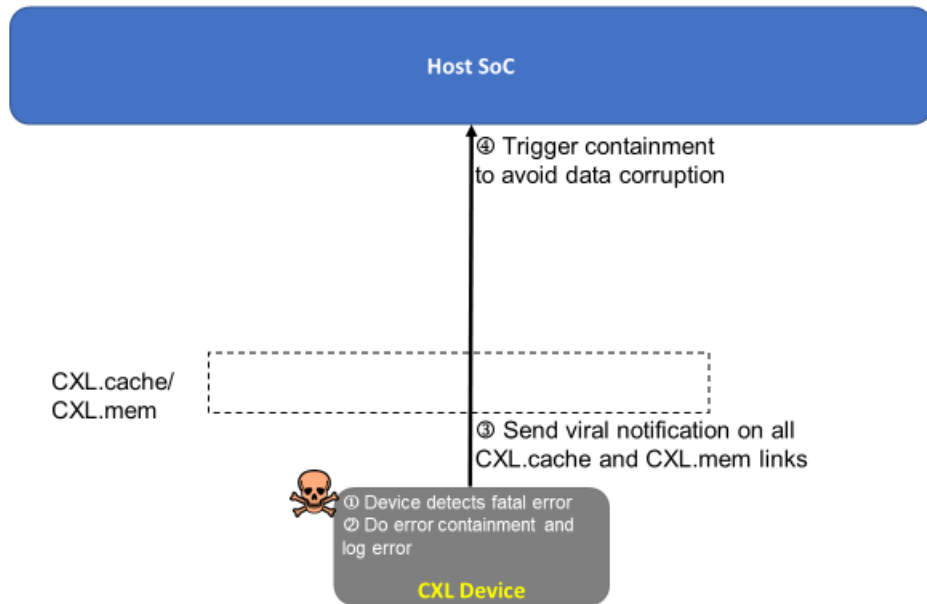 Host SoC
④ Trigger containment
to avoid data corruption
CXL.cache/
CXL.mem
③ Send viral notification on all
CXL.cache and CXL.mem links
① Device detects fatal error
② Do error containment and
log error
CXL Device